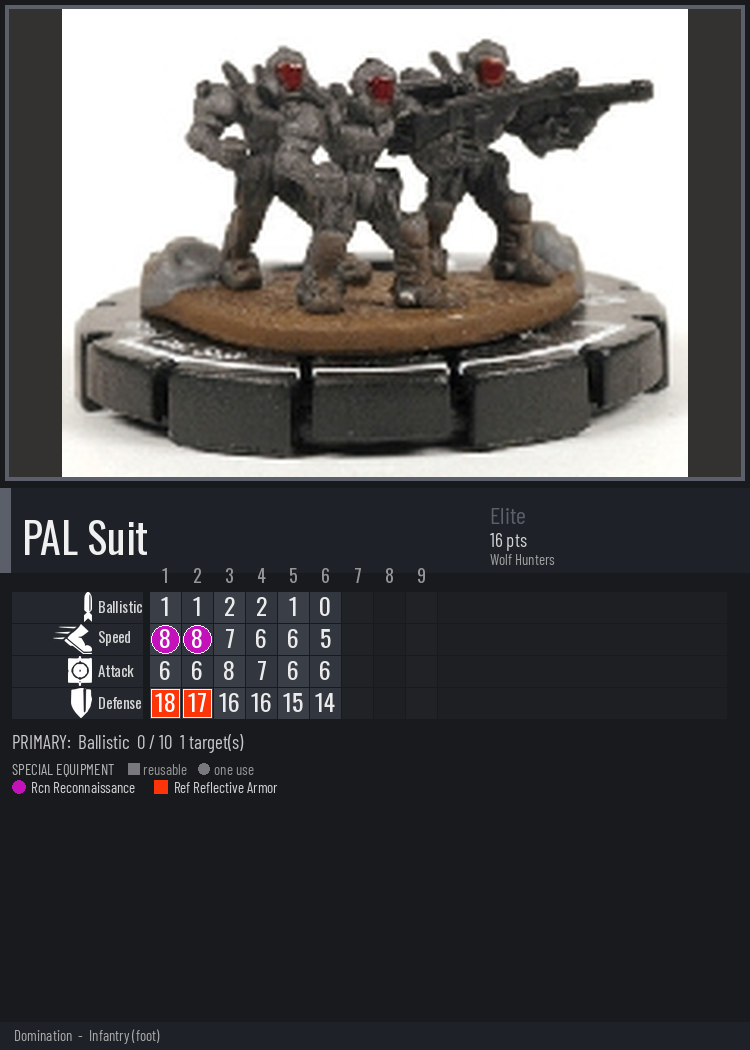 PAL Suit
Elite
16 pts
Wolf Hunters
1 2 3 4 5 6 7 8 9
Ballistic 1 1 2 2 1 0
Speed 8 8 7 6 6 5
Attack 6 6 8 7 6 6
Defense 18 17 16 16 15 14
PRIMARY: Ballistic 0 / 10 1 target(s)
SPECIAL EQUIPMENT reusable one use
Rcn Reconnaissance Ref Reflective Armor
Domination - Infantry (foot)